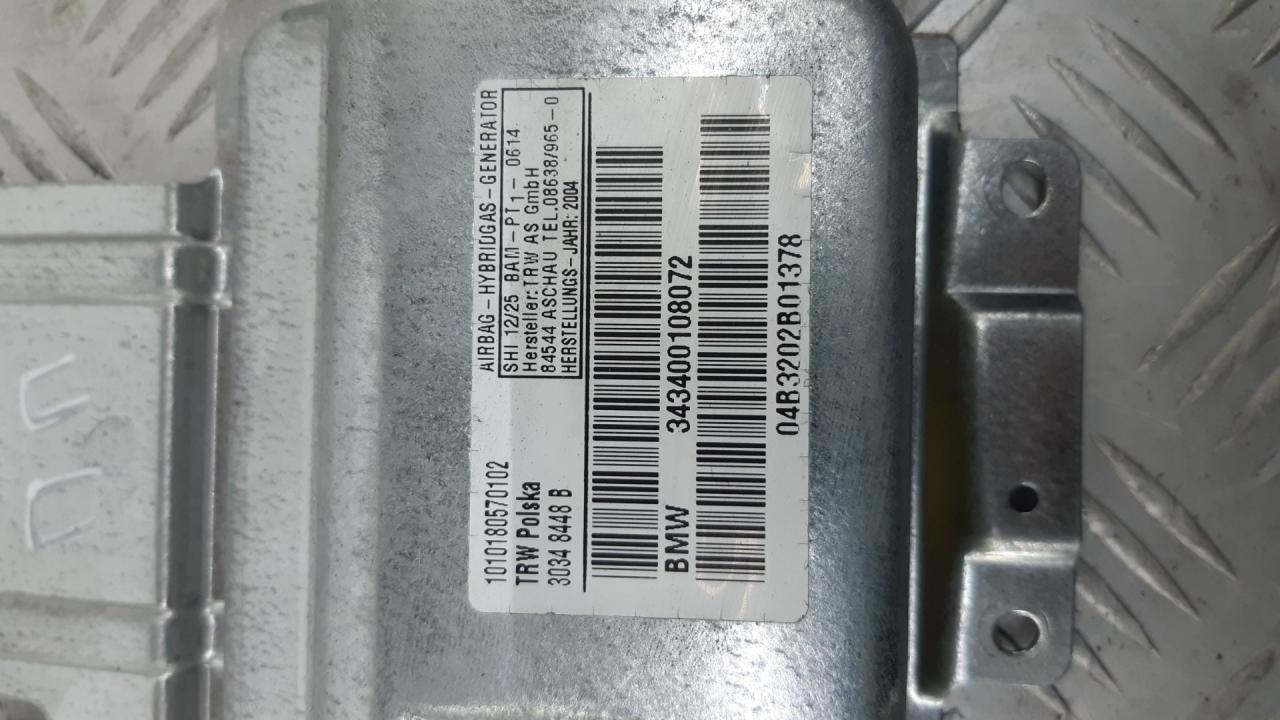 1010180570102
TRW Polska
3034 8448 B
AIRBAG-HYBRIDGAS-GENERATOR
SHI 12/25 BAM-PT1-0614
Hersteller:TRW AS GmbH
84544 ASCHAU TEL.08638/965-0
HERSTELLUNGS-JAHR: 2004
BMW 343400108072
04B3202B01378